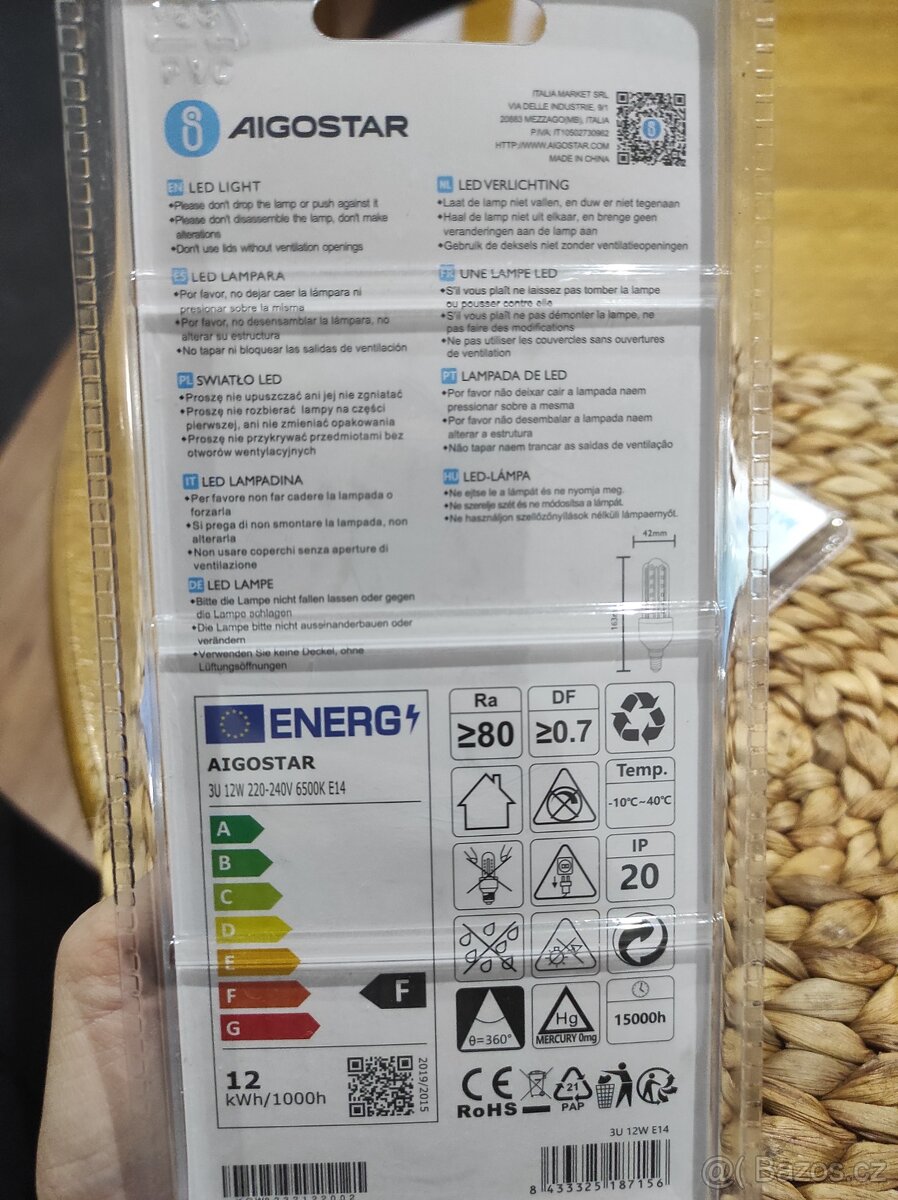 PVC
AIGOSTAR
ITALIA MARKET SRL
VIA DELLE INDUSTRIE, 9/1
20883 MEZZAGO(MB), ITALIA
P.IVA: IT10502730962
HTTP://WWW.AIGOSTAR.COM
MADE IN CHINA
EN LED LIGHT
•Please don't drop the lamp or push against it
•Please don't disassemble the lamp, don't make
alterations
•Don't use lids without ventilation openings
ES LED LAMPARA
•Por favor, no dejar caer la lámpara ni
presionar sobre la misma
•Por favor, no desensamblar la lámpara, no
alterar su estructura
•No tapar ni bloquear las salidas de ventilación
PL SWIATŁO LED
•Proszę nie upuszczać ani jej nie zgniatać
•Proszę nie rozbierać lampy na części
pierwszej, ani nie zmieniać opakowania
•Proszę nie przykrywać przedmiotami bez
otworów wentylacyjnych
IT LED LAMPADINA
•Per favore non far cadere la lampada o
forzarla
•Si prega di non smontare la lampada, non
alterarla
•Non usare coperchi senza aperture di
ventilazione
DE LED LAMPE
•Bitte die Lampe nicht fallen lassen oder gegen
die Lampe schlagen
•Die Lampe bitte nicht auseinanderbauen oder
verändern
•Verwenden Sie keine Deckel, ohne
Lüftungsöffnungen
NL LED VERLICHTING
•Laat de lamp niet vallen, en duw er niet tegenaan
•Haal de lamp niet uit elkaar, en brenge geen
veranderingen aan de lamp aan
•Gebruik de deksels niet zonder ventilatieopeningen
FR UNE LAMPE LED
•S'il vous plaît ne laissez pas tomber la lampe
ou pousser contre elle
•S'il vous plaît ne pas démonter la lampe, ne
pas faire des modifications
•Ne pas utiliser les couvercles sans ouvertures
de ventilation
PT LAMPADA DE LED
•Por favor não deixar cair a lampada naem
pressionar sobre a mesma
•Por favor não desembalar a lampada naem
alterar a estrutura
•Não tapar naem trancar as saidas de ventilação
HU LED-LÁMPA
•Ne ejtse le a lámpát és ne nyomja meg.
•Ne szerelje szét és ne módosítsa a lámpát.
•Ne használjon szellőzőnyílások nélküli lámpaernyőt.
42mm
ENERG
AIGOSTAR
3U 12W 220-240V 6500K E14
A
B
C
D
E
F
G
F
12
kWh/1000h
2019/2015
Ra
≥80
DF
≥0.7
Temp.
-10℃~40℃
IP
20
θ=360°
Hg
MERCURY 0mg
15000h
CE
RoHS
21
PAP
3U 12W E14
8 433325 187156
@( Bazos.cz